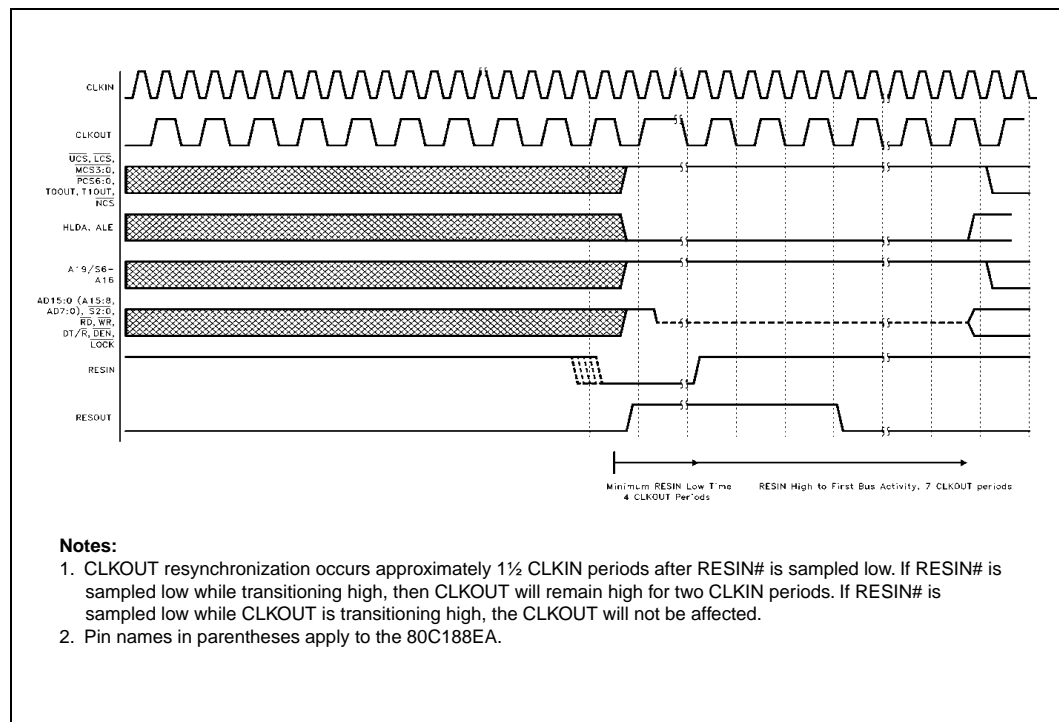 CLKIN
CLKOUT
UCS, LCS,
MCS3:0,
PCS6:0,
T0OUT, T1OUT,
NCS
HLDA, ALE
A19/S6-
A16
AD15:0 (A15:8,
AD7:0), S2:0,
RD, WR,
DT/R, DEN,
LOCK
RESIN
RESOUT
Minimum RESIN Low Time
4 CLKOUT Periods
RESIN High to First Bus Activity, 7 CLKOUT periods
Notes:
1. CLKOUT resynchronization occurs approximately 1½ CLKIN periods after RESIN# is sampled low. If RESIN# is
sampled low while transitioning high, then CLKOUT will remain high for two CLKIN periods. If RESIN# is
sampled low while CLKOUT is transitioning high, the CLKOUT will not be affected.
2. Pin names in parentheses apply to the 80C188EA.